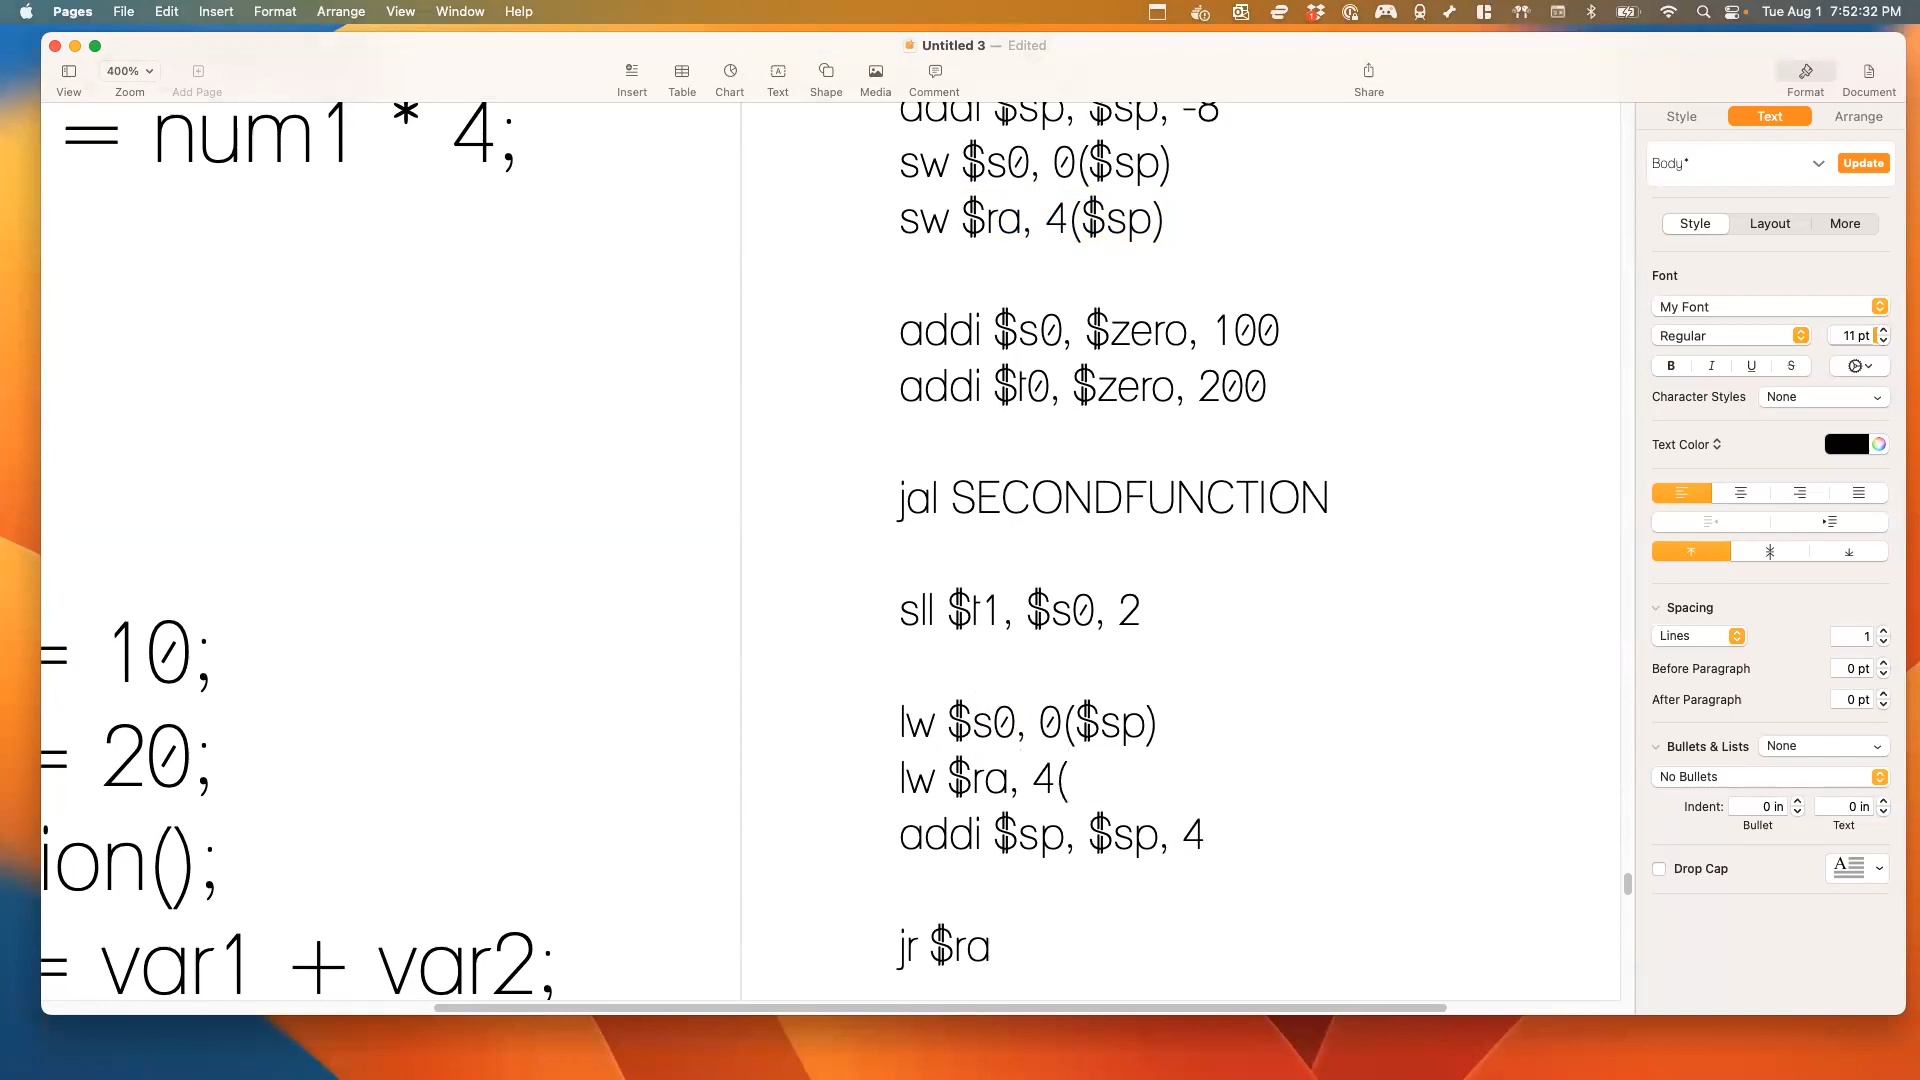 Pages File Edit Insert Format Arrange View Window Help
Tue Aug 1 7:52:32 PM
Untitled 3 — Edited
400%
View Zoom Add Page
Insert Table Chart Text Shape Media Comment
Share
Format Document
= num1 * 4;
= 10;
= 20;
ion();
= var1 + var2;
addi $sp, $sp, -8
sw $s0, 0($sp)
sw $ra, 4($sp)
addi $s0, $zero, 100
addi $t0, $zero, 200
jal SECONDFUNCTION
sll $t1, $s0, 2
lw $s0, 0($sp)
lw $ra, 4(
addi $sp, $sp, 4
jr $ra
Style Text Arrange
Body*
Update
Style Layout More
Font
My Font
Regular 11 pt
B I U S
Character Styles None
Text Color
Spacing
Lines 1
Before Paragraph 0 pt
After Paragraph 0 pt
Bullets & Lists None
No Bullets
Indent: 0 in 0 in
Bullet Text
Drop Cap
A